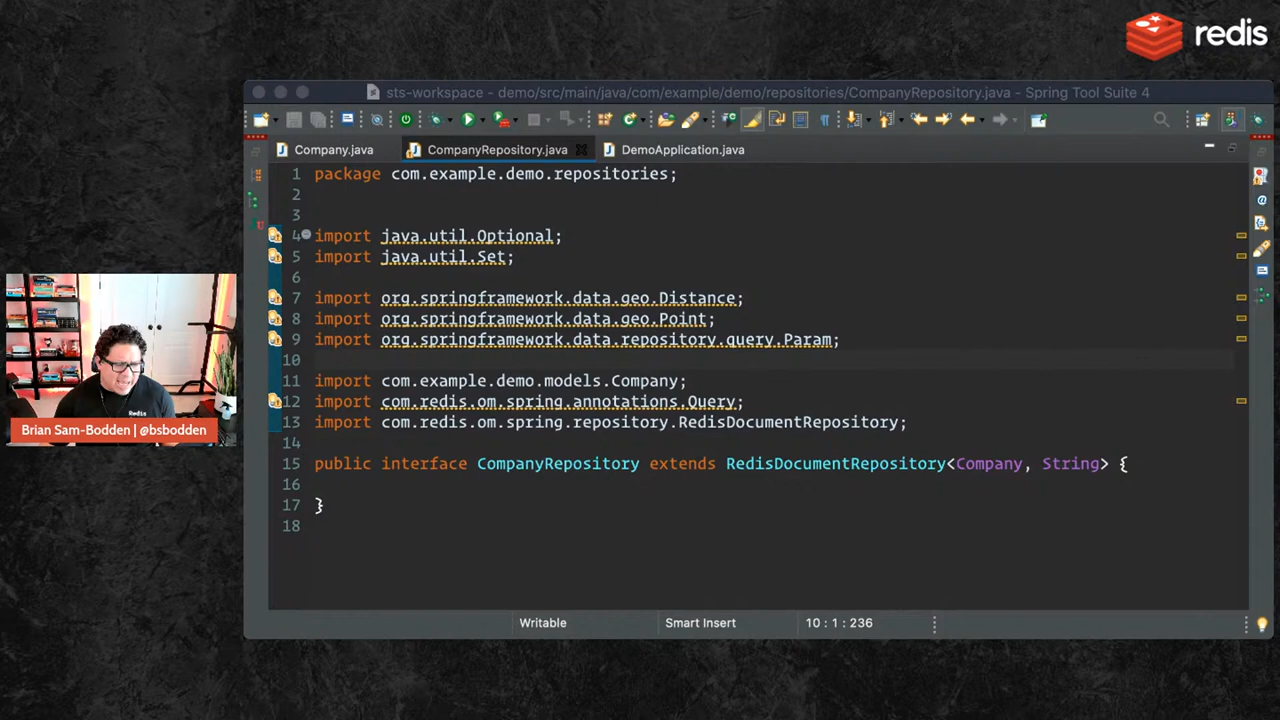 redis
sts-workspace - demo/src/main/java/com/example/demo/repositories/CompanyRepository.java - Spring Tool Suite 4
Company.java
CompanyRepository.java
DemoApplication.java
1 package com.example.demo.repositories;
2
3
4 import java.util.Optional;
5 import java.util.Set;
6
7 import org.springframework.data.geo.Distance;
8 import org.springframework.data.geo.Point;
9 import org.springframework.data.repository.query.Param;
10
11 import com.example.demo.models.Company;
12 import com.redis.om.spring.annotations.Query;
13 import com.redis.om.spring.repository.RedisDocumentRepository;
14
15 public interface CompanyRepository extends RedisDocumentRepository<Company, String> {
16
17 }
18
Redis
Brian Sam-Bodden | @bsbodden
Writable
Smart Insert
10 : 1 : 236